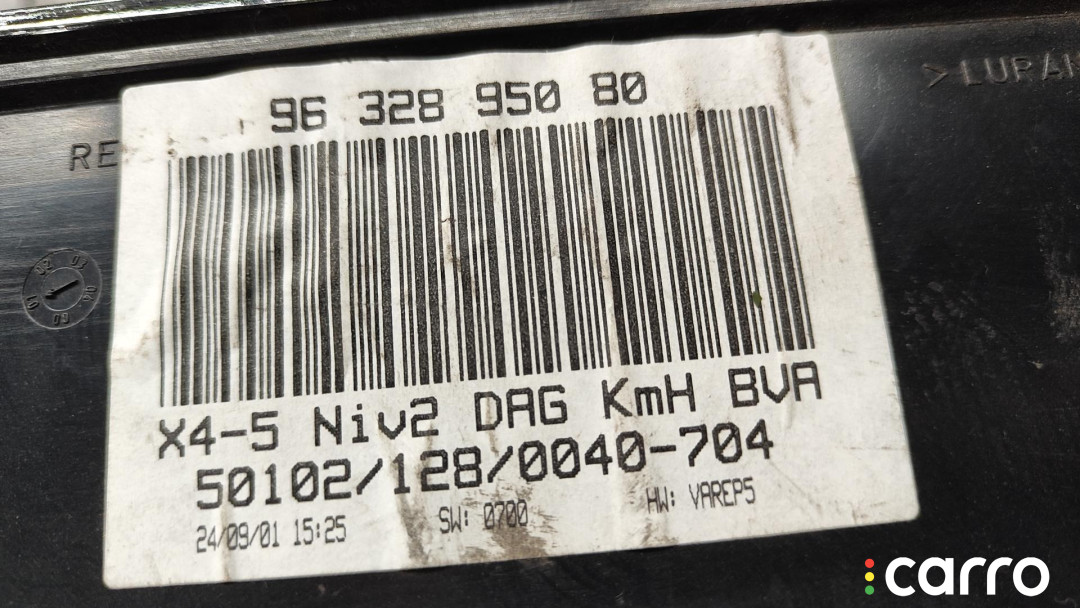 96 328 950 80
RE
>LUPAN
X4-5 Niv2 DAG KmH BVA
50102/128/0040-704
24/09/01 15:25 SW: 0700 HW: VAREP5
carro